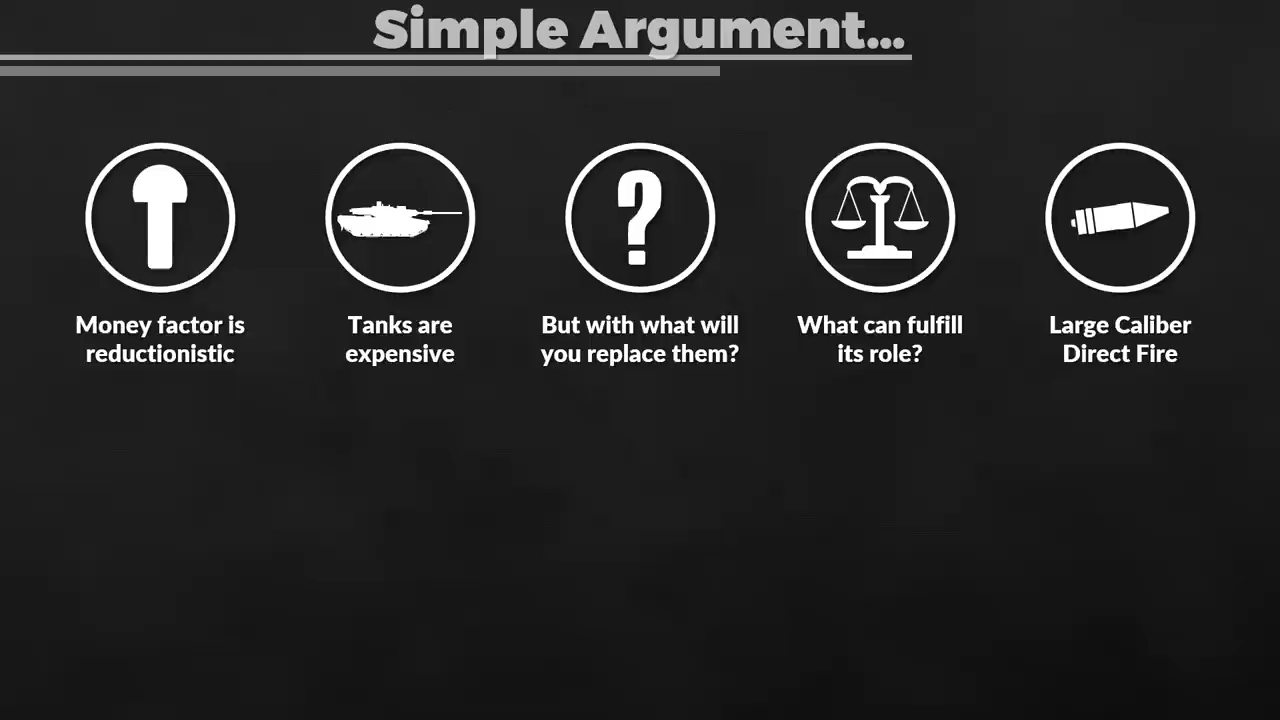 Simple Argument...
Money factor is
reductionistic
Tanks are
expensive
But with what will
you replace them?
What can fulfill
its role?
Large Caliber
Direct Fire